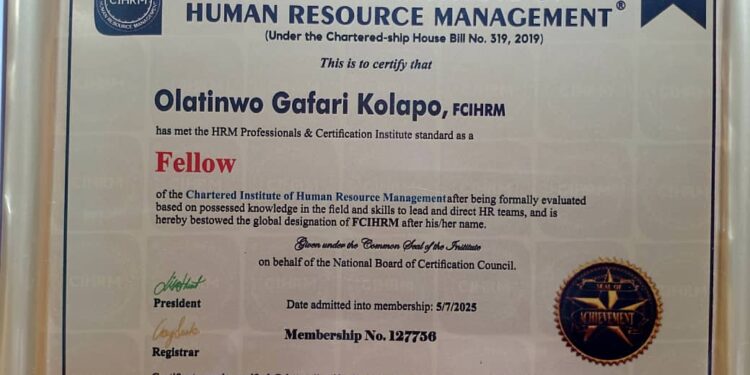 CIHRM
HUMAN RESOURCE MANAGEMENT®
(Under the Chartered-ship House Bill No. 319, 2019)
This is to certify that
Olatinwo Gafari Kolapo, FCIHRM
has met the HRM Professionals & Certification Institute standard as a
Fellow
of the Chartered Institute of Human Resource Management after being formally evaluated
based on possessed knowledge in the field and skills to lead and direct HR teams, and is
hereby bestowed the global designation of FCIHRM after his/her name.
Given under the Common Seal of the Institute
on behalf of the National Board of Certification Council.
President
Date admitted into membership: 5/7/2025
SEAL OF
ACHIEVEMENT
Membership No. 127756
Registrar